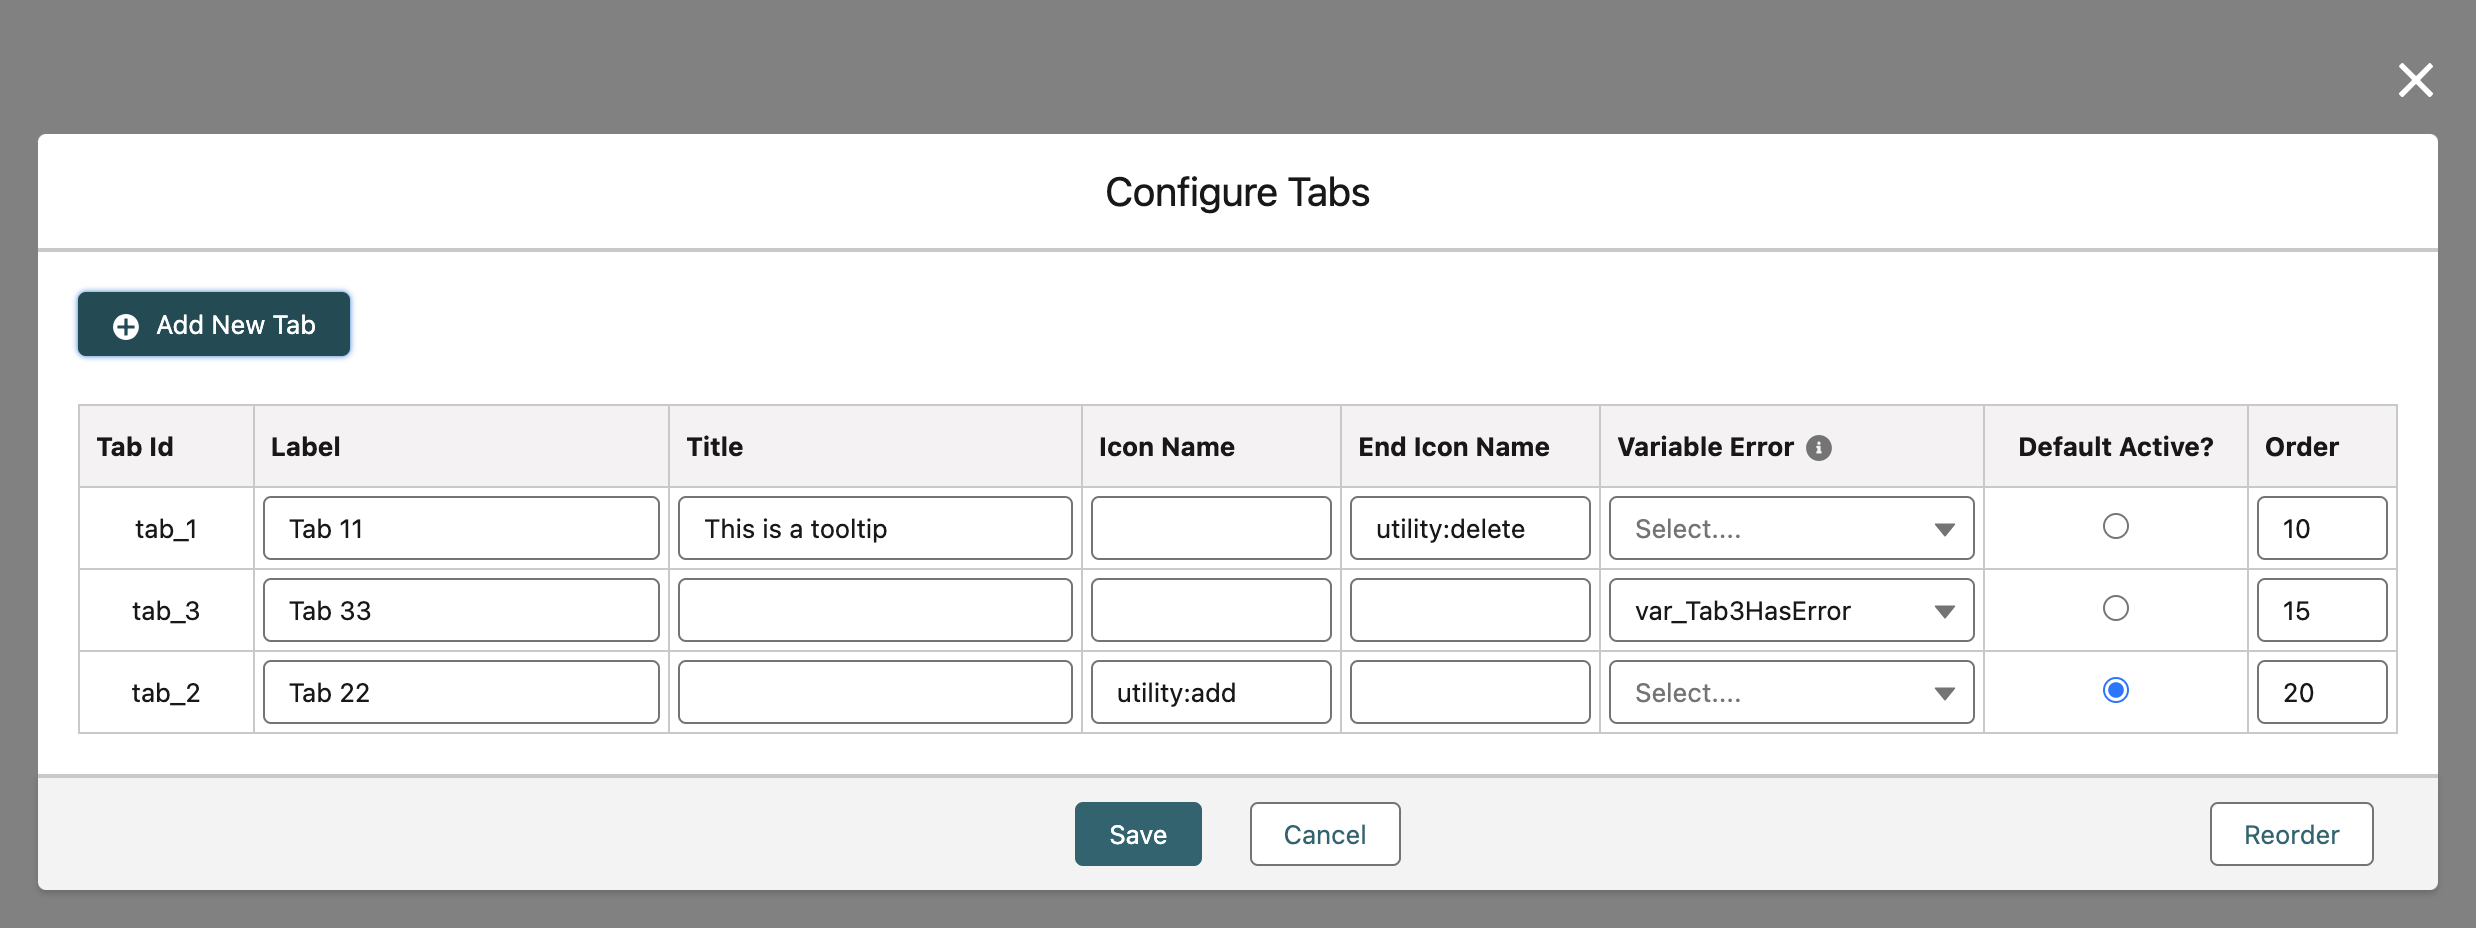 Configure Tabs
Add New Tab
Tab Id Label Title Icon Name End Icon Name Variable Error Default Active? Order
tab_1 Tab 11 This is a tooltip utility:delete Select.... 10
tab_3 Tab 33 var_Tab3HasError 15
tab_2 Tab 22 utility:add Select.... 20
Save Cancel Reorder